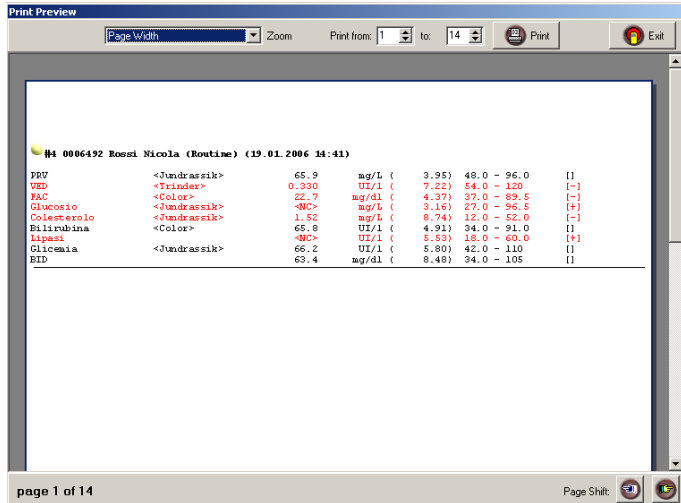 Print Preview
Page Width Zoom Print from: 1 to: 14 Print Exit
#4 0006492 Rossi Nicola (Routine) (19.01.2006 14:41)
PRV <Jundrassik> 65.9 mg/L ( 3.95) 48.0 - 96.0 []
VED <Trinder> 0.330 UI/l ( 7.22) 54.0 - 120 [-]
FAC <Color> 22.7 mg/dl ( 4.37) 37.0 - 89.5 [-]
Glucosio <Jundrassik> <NC> mg/L ( 3.16) 27.0 - 96.5 [+]
Colesterolo <Jundrassik> 1.52 mg/L ( 8.74) 12.0 - 52.0 [-]
Bilirubina <Color> 65.8 UI/l ( 4.91) 34.0 - 91.0 []
Lipasi <NC> UI/l ( 5.53) 18.0 - 60.0 [+]
Glicemia <Jundrassik> 66.2 UI/l ( 5.80) 42.0 - 110 []
BID 63.4 mg/dl ( 8.48) 34.0 - 105 []
page 1 of 14 Page Shift: